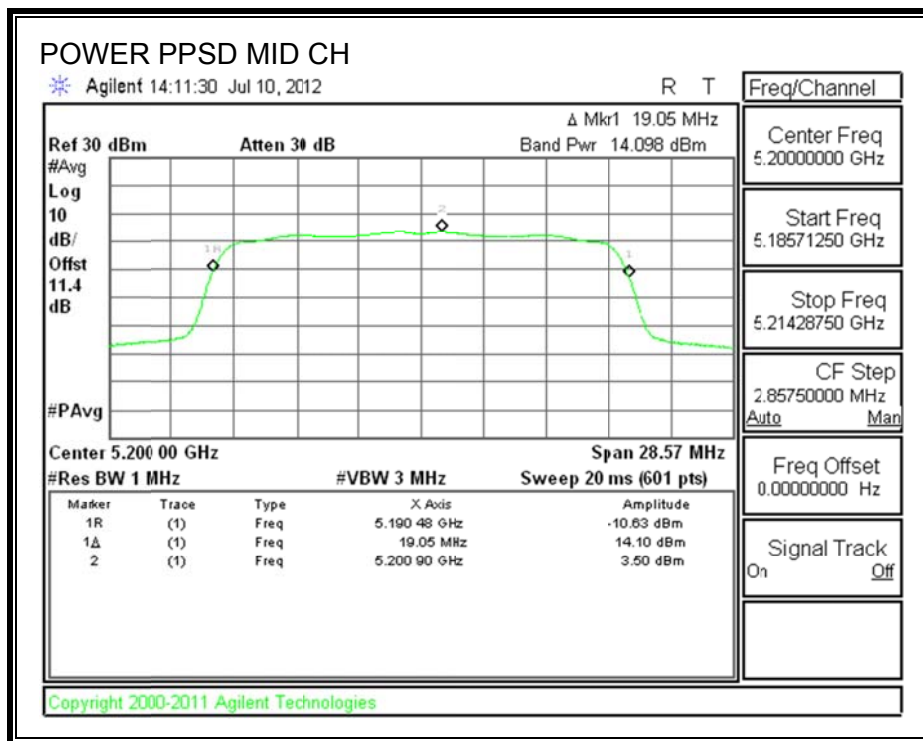 POWER PPSD MID CH
Agilent 14:11:30 Jul 10, 2012
R T
Δ Mkr1 19.05 MHz
Ref 30 dBm
Atten 30 dB
Band Pwr 14.098 dBm
#Avg
Log
10
dB/
Offst
11.4
dB
#PAvg
1R
2
1
Center 5.200 00 GHz
Span 28.57 MHz
#Res BW 1 MHz
#VBW 3 MHz
Sweep 20 ms (601 pts)
Marker Trace Type X Axis Amplitude
1R (1) Freq 5.190 48 GHz -10.63 dBm
1Δ (1) Freq 19.05 MHz 14.10 dBm
2 (1) Freq 5.200 90 GHz 3.50 dBm
Freq/Channel
Center Freq
5.20000000 GHz
Start Freq
5.18571250 GHz
Stop Freq
5.21428750 GHz
CF Step
2.85750000 MHz
Auto Man
Freq Offset
0.00000000 Hz
Signal Track
On Off
Copyright 2000-2011 Agilent Technologies